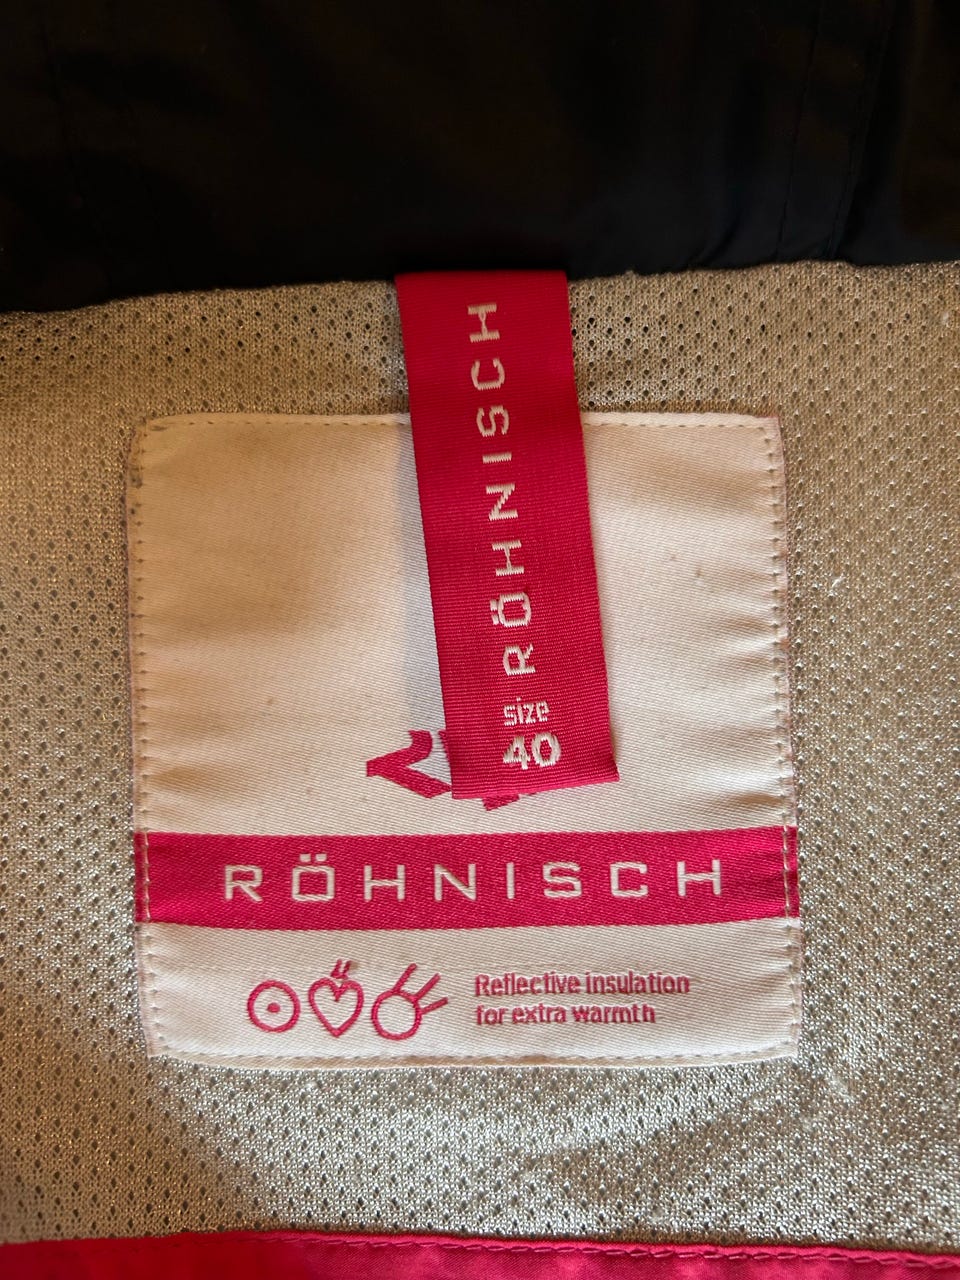 RÖHNISCH
size
40
RÖHNISCH
Reflective insulation
for extra warmth